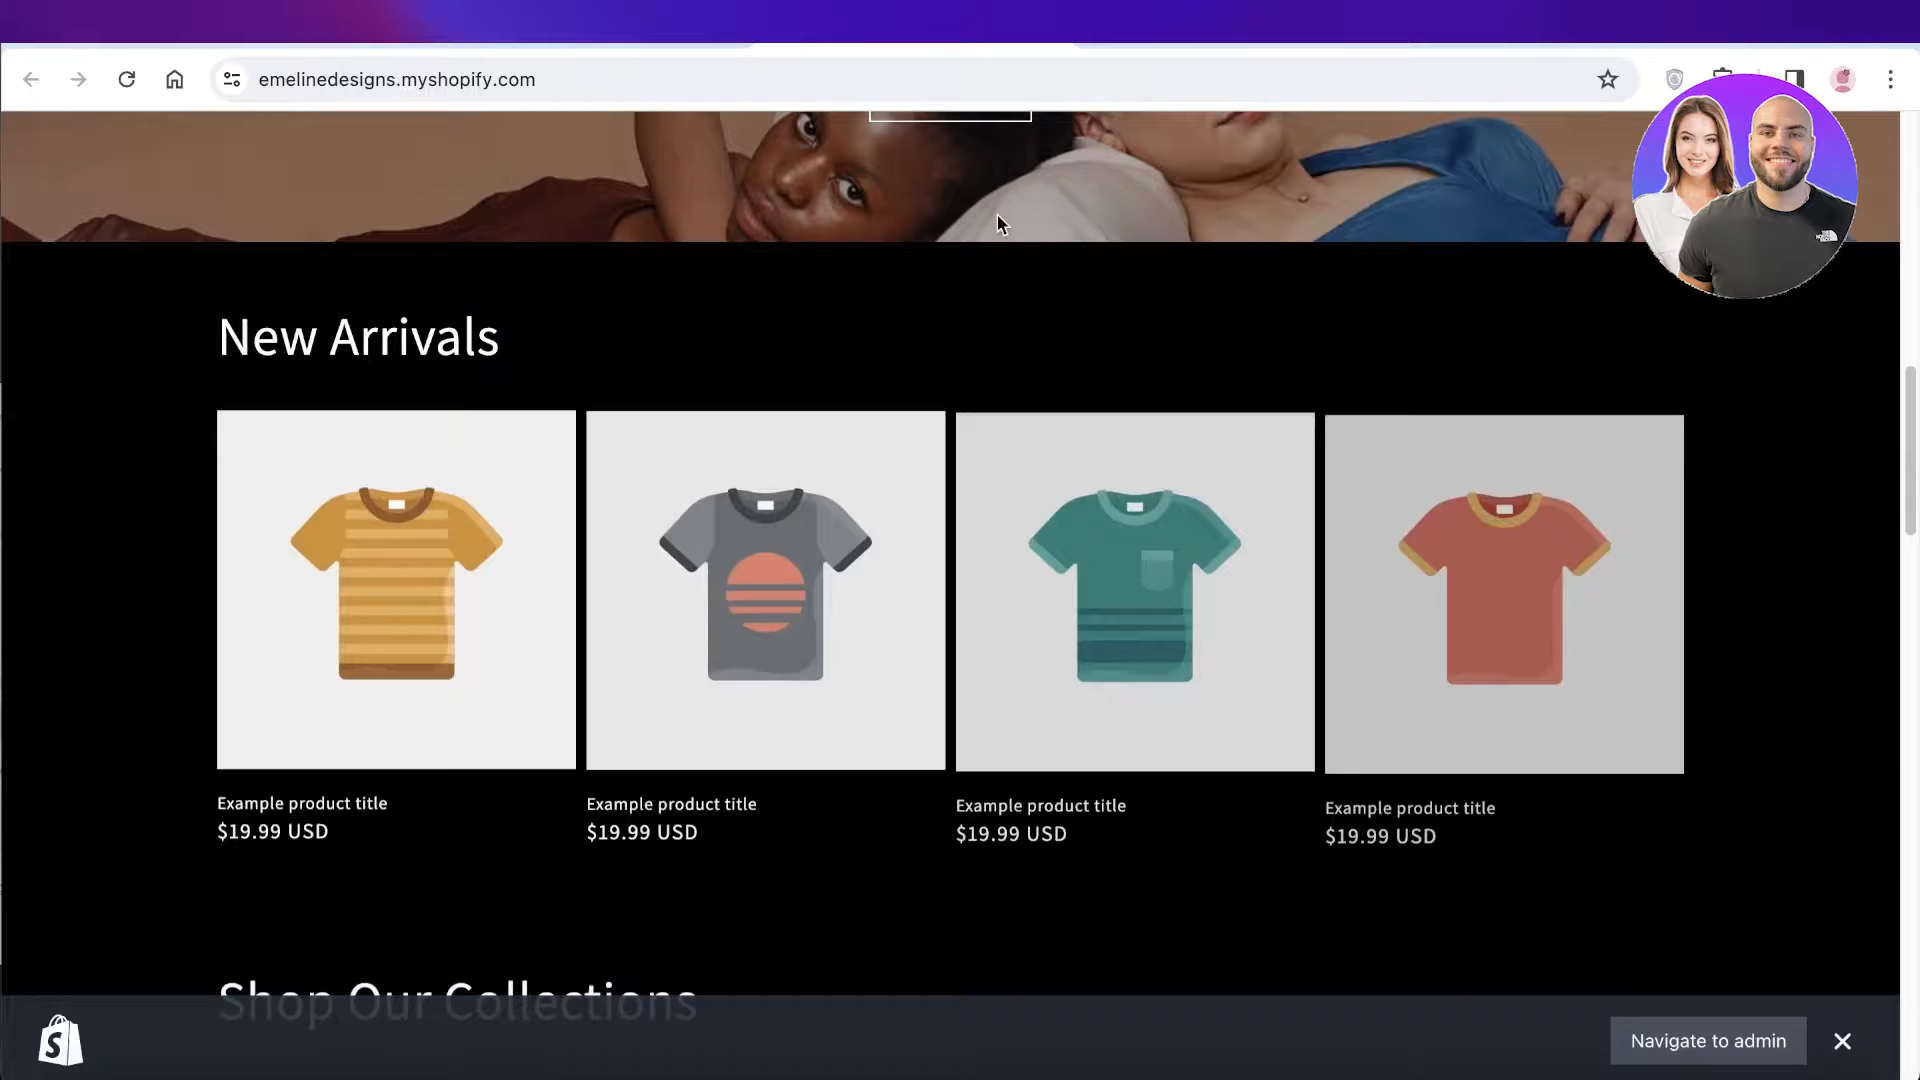 emelinedesigns.myshopify.com
New Arrivals
Example product title
$19.99 USD
Example product title
$19.99 USD
Example product title
$19.99 USD
Example product title
$19.99 USD
Shop Our Collections
Navigate to admin